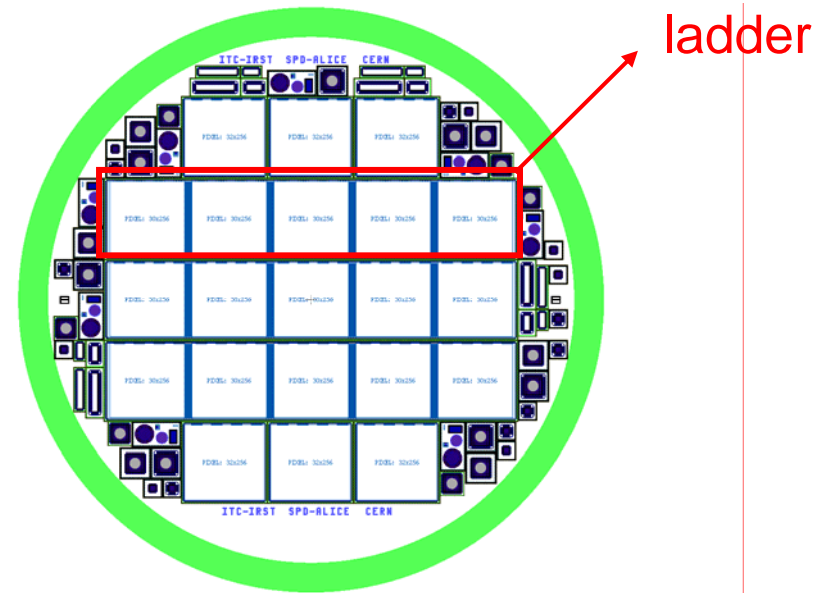 ladder
ITC-IRST SPD-ALICE CERN
PIXEL: 32x256 PIXEL: 32x256 PIXEL: 32x256
PIXEL: 30x256 PIXEL: 30x256 PIXEL: 30x256 PIXEL: 30x256 PIXEL: 30x256
PIXEL: 30x256 PIXEL: 30x256 PIXEL: PIXEL: 30x256 PIXEL: 30x256
PIXEL: 30x256 PIXEL: 30x256 PIXEL: 30x256 PIXEL: 30x256 PIXEL: 30x256
PIXEL: 32x256 PIXEL: 32x256 PIXEL: 32x256
ITC-IRST SPD-ALICE CERN